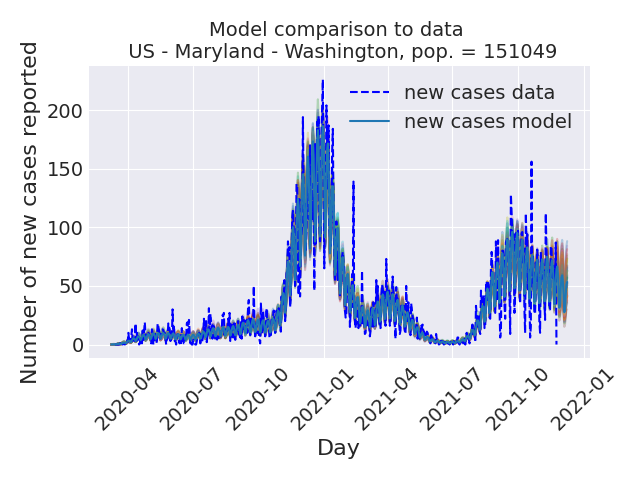 Model comparison to data
US - Maryland - Washington, pop. = 151049
Number of new cases reported
200
150
100
50
0
new cases data
new cases model
2020-04
2020-07
2020-10
2021-01
2021-04
2021-07
2021-10
2022-01
Day